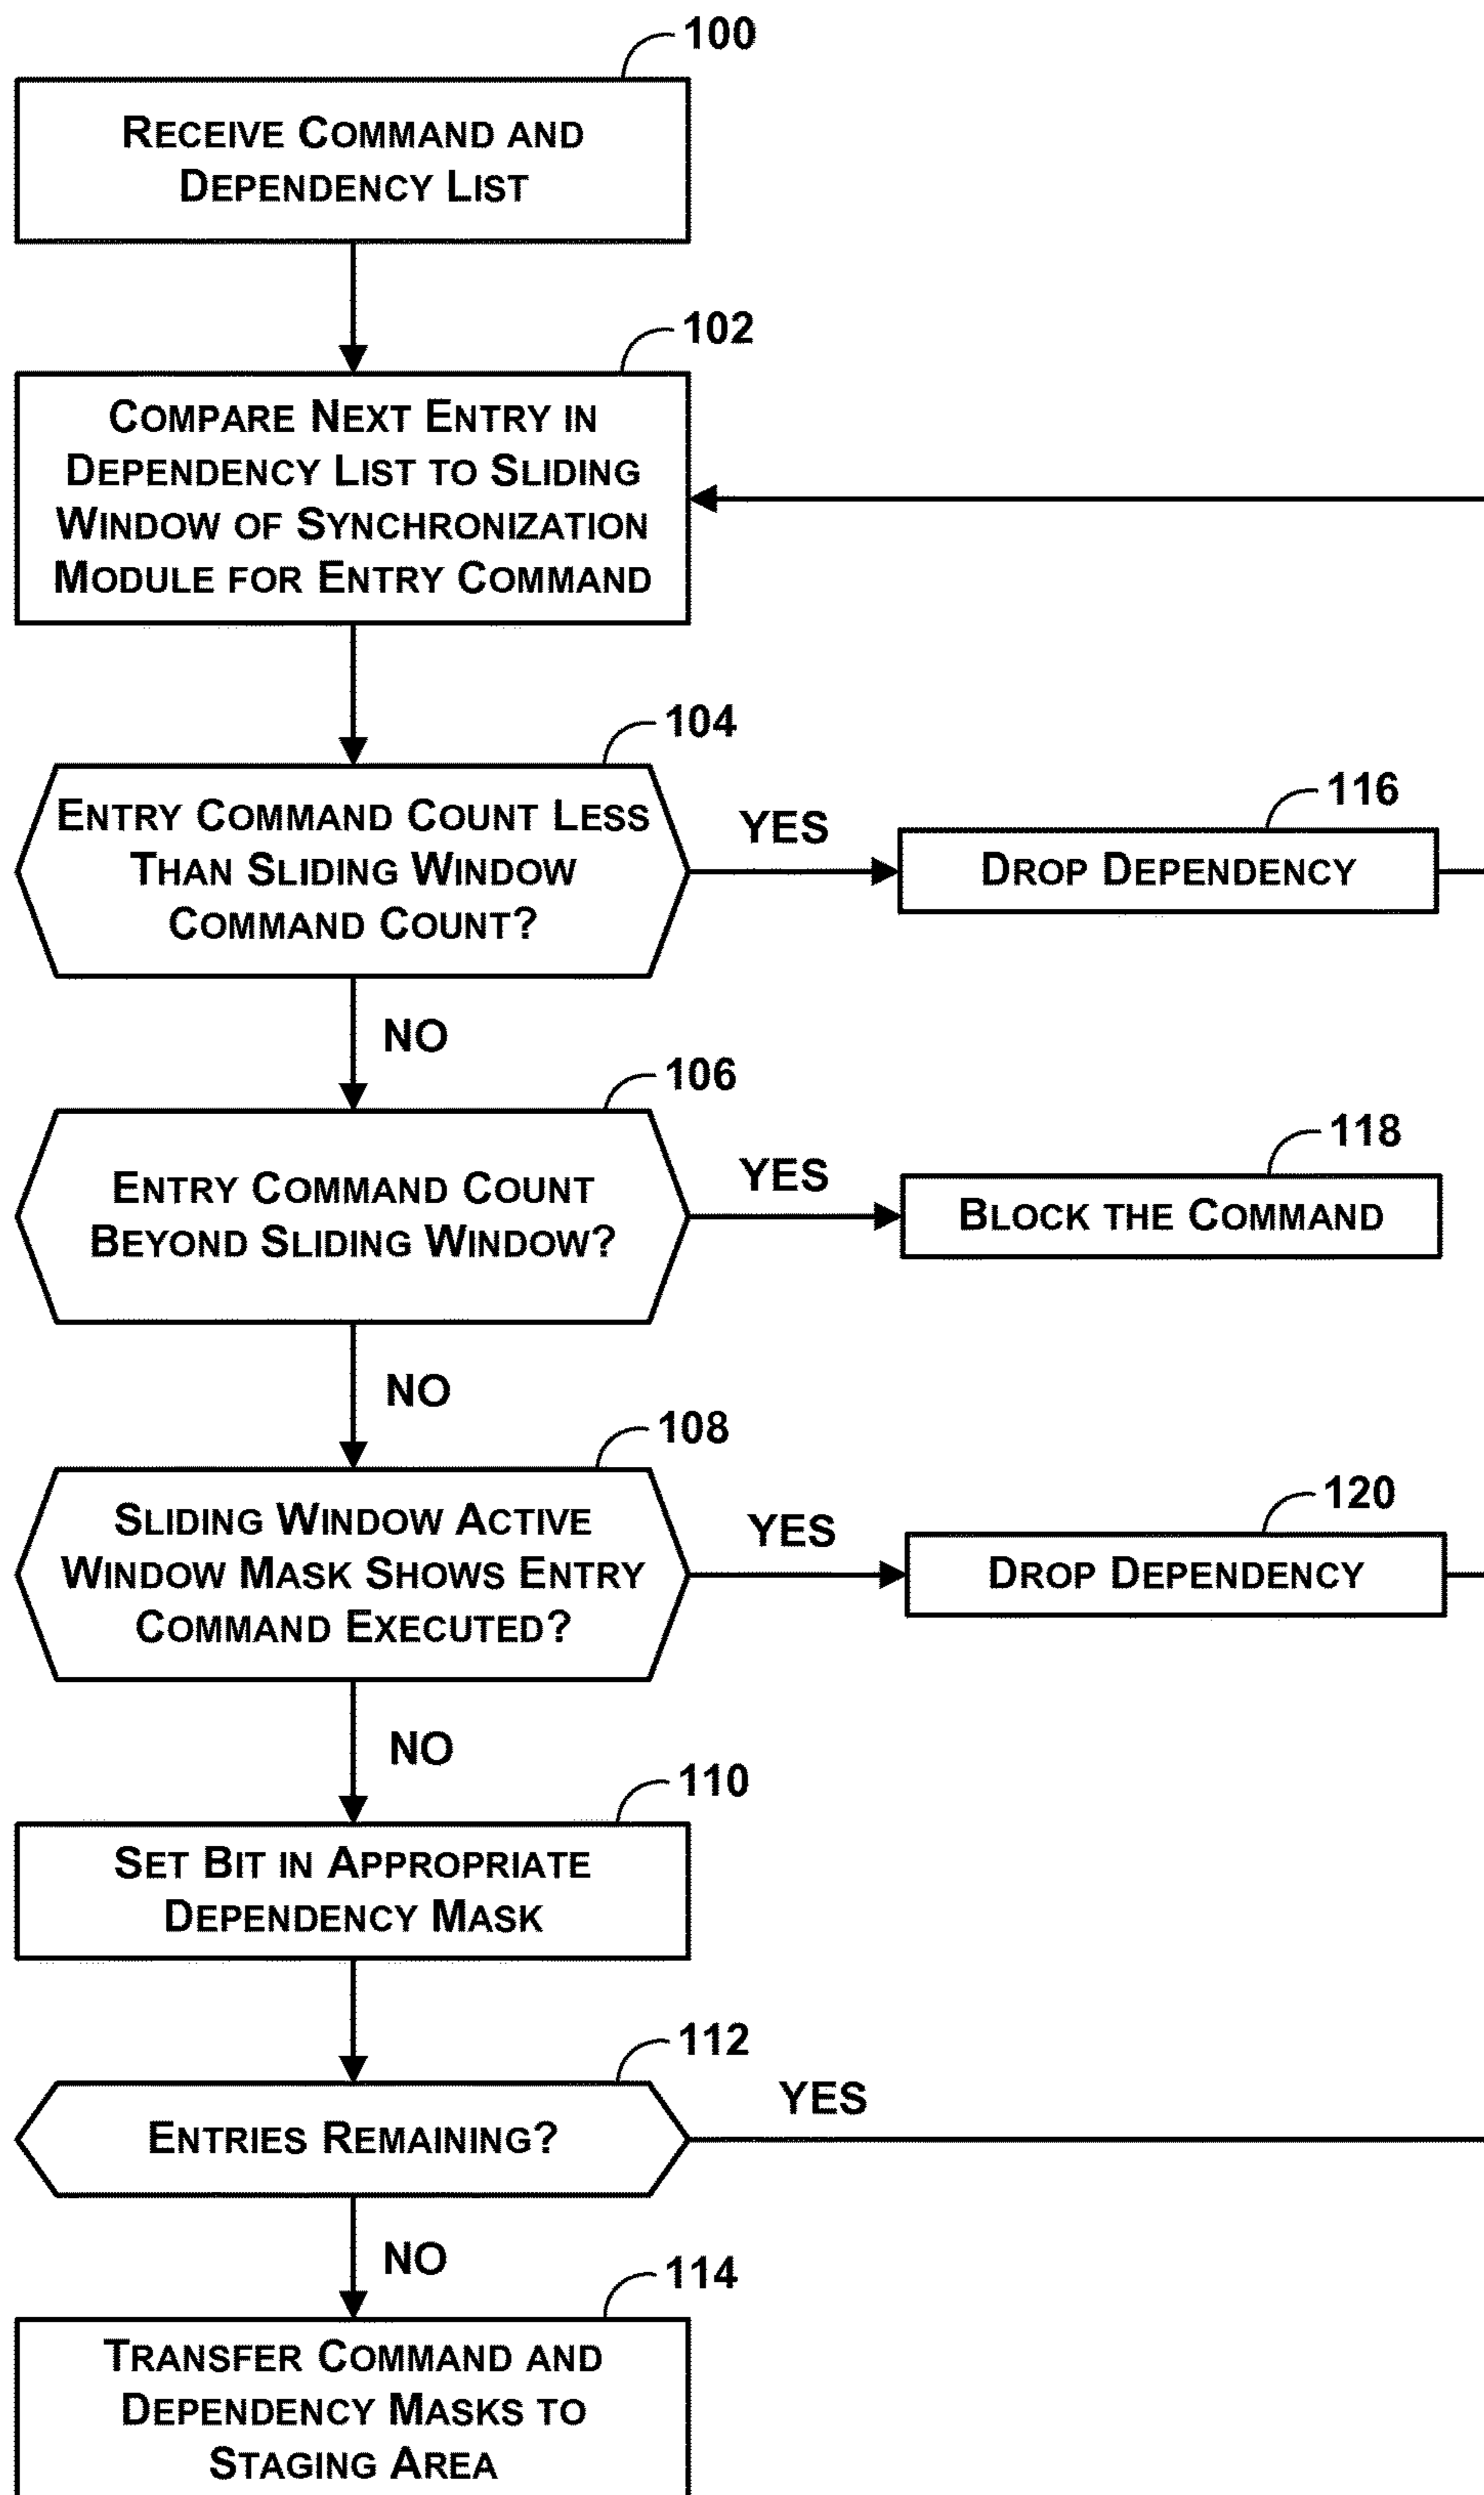 100
RECEIVE COMMAND AND
DEPENDENCY LIST
102
COMPARE NEXT ENTRY IN
DEPENDENCY LIST TO SLIDING
WINDOW OF SYNCHRONIZATION
MODULE FOR ENTRY COMMAND
104
ENTRY COMMAND COUNT LESS
THAN SLIDING WINDOW
COMMAND COUNT?
YES
116
DROP DEPENDENCY
NO
106
ENTRY COMMAND COUNT
BEYOND SLIDING WINDOW?
YES
118
BLOCK THE COMMAND
NO
108
SLIDING WINDOW ACTIVE
WINDOW MASK SHOWS ENTRY
COMMAND EXECUTED?
YES
120
DROP DEPENDENCY
NO
110
SET BIT IN APPROPRIATE
DEPENDENCY MASK
112
ENTRIES REMAINING?
YES
NO
114
TRANSFER COMMAND AND
DEPENDENCY MASKS TO
STAGING AREA